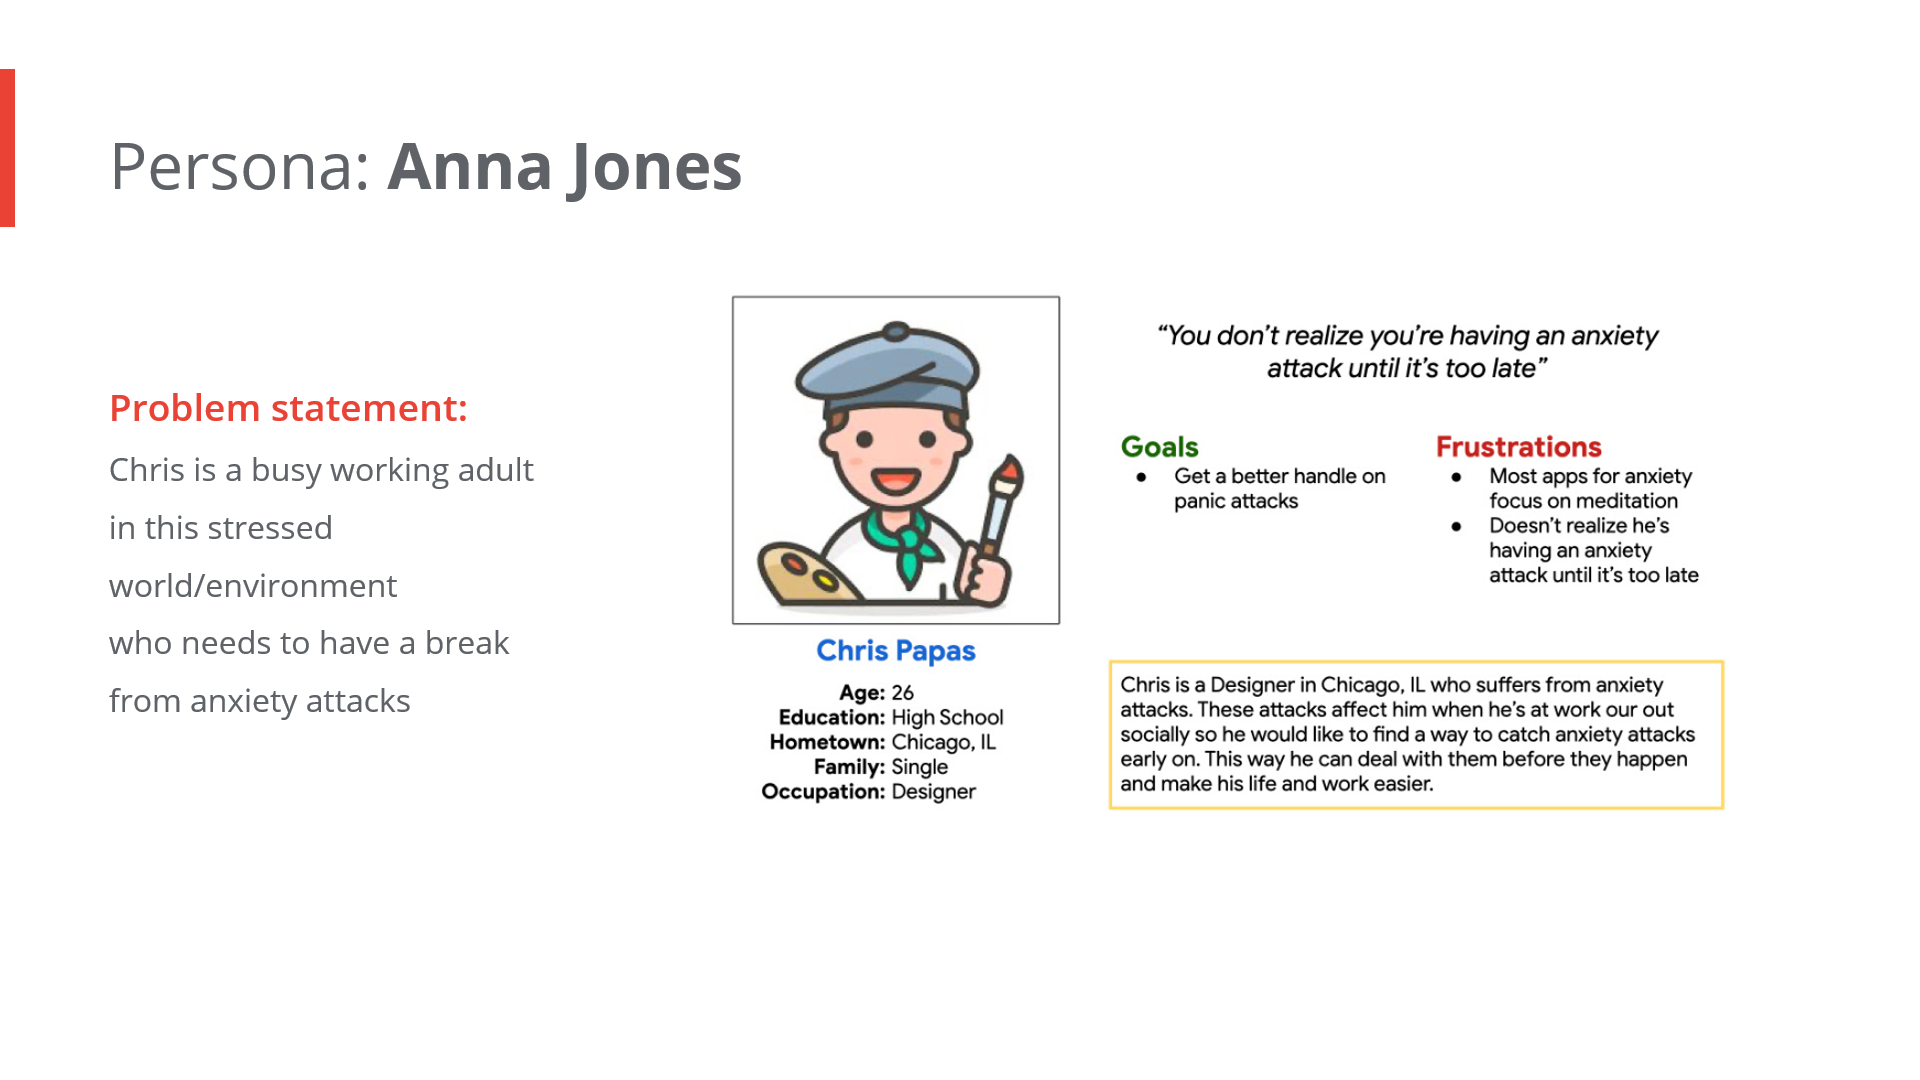 Persona: Anna Jones
Problem statement:
Chris is a busy working adult
in this stressed
world/environment
who needs to have a break
from anxiety attacks
Chris Papas
Age: 26
Education: High School
Hometown: Chicago, IL
Family: Single
Occupation: Designer
“You don’t realize you’re having an anxiety
attack until it’s too late”
Goals
● Get a better handle on
panic attacks
Frustrations
● Most apps for anxiety
focus on meditation
● Doesn’t realize he’s
having an anxiety
attack until it’s too late
Chris is a Designer in Chicago, IL who suffers from anxiety
attacks. These attacks affect him when he’s at work our out
socially so he would like to find a way to catch anxiety attacks
early on. This way he can deal with them before they happen
and make his life and work easier.